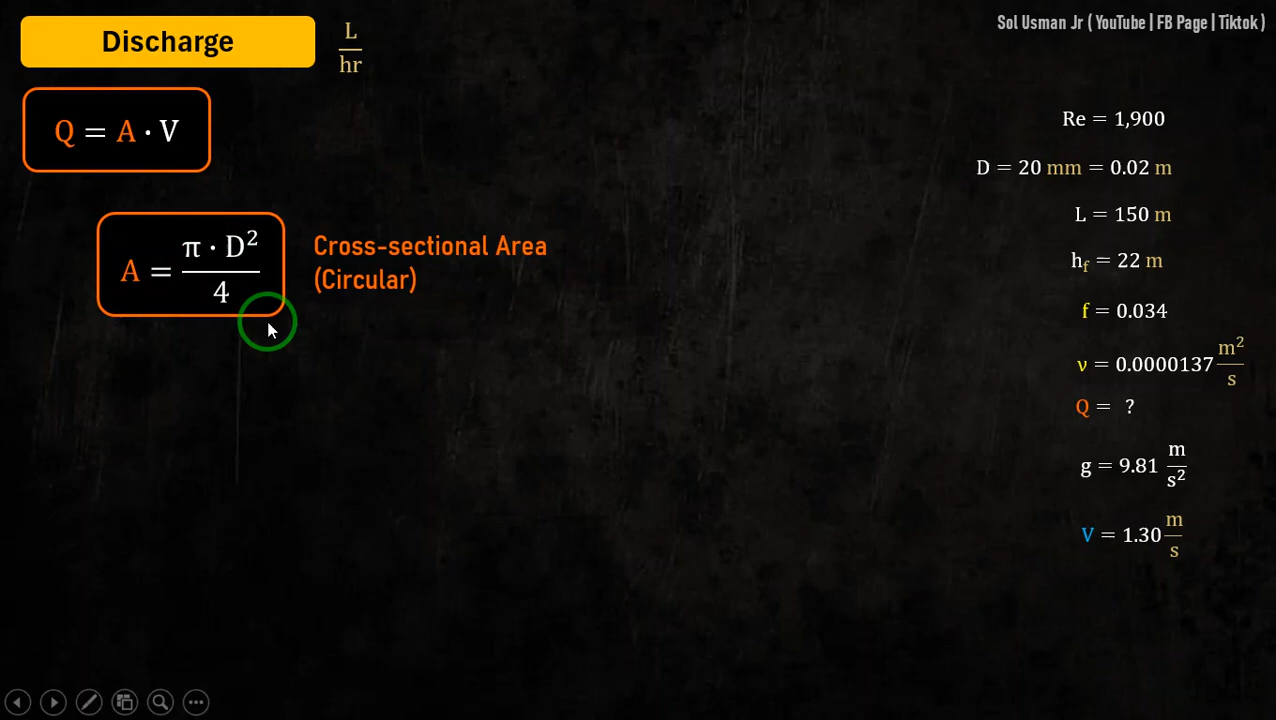 Discharge
L/hr
Sol Usman Jr ( YouTube | FB Page | Tiktok )
Q = A · V
A = π · D²/4
Cross-sectional Area
(Circular)
Re = 1,900
D = 20 mm = 0.02 m
L = 150 m
h_f = 22 m
f = 0.034
ν = 0.0000137 m²/s
Q = ?
g = 9.81 m/s²
V = 1.30 m/s